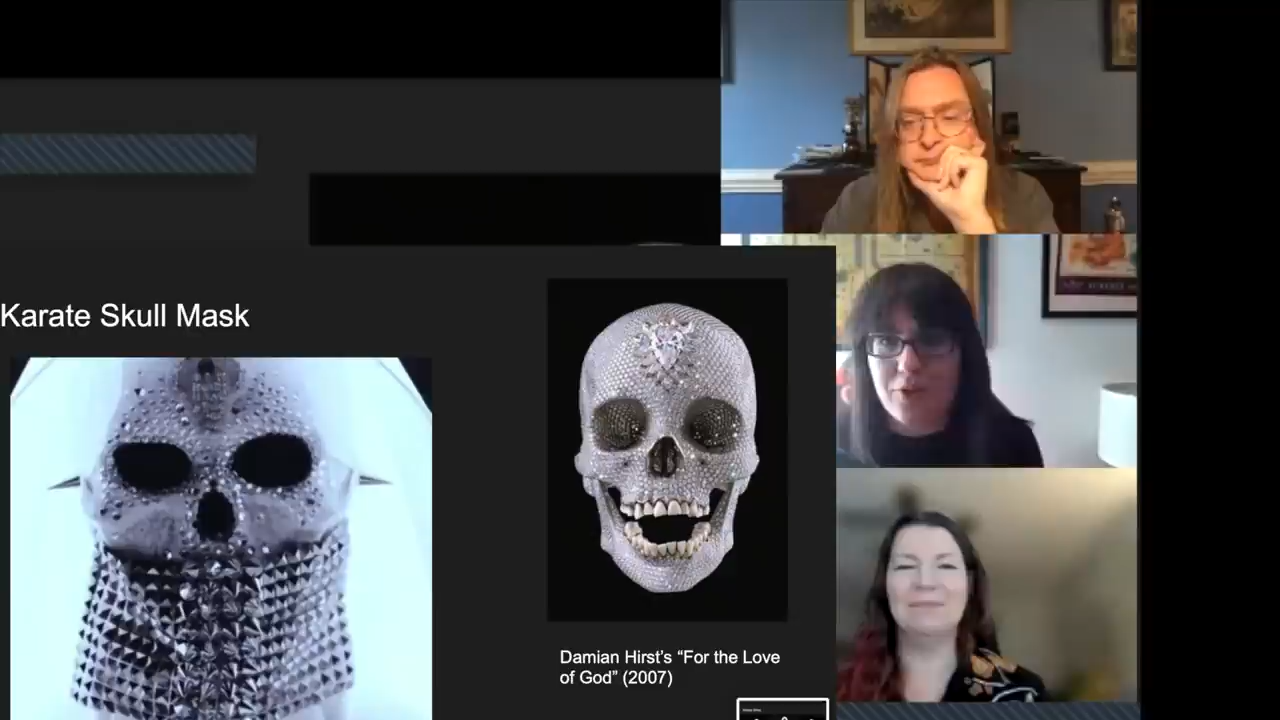 Karate Skull Mask
Damian Hirst's “For the Love
of God” (2007)